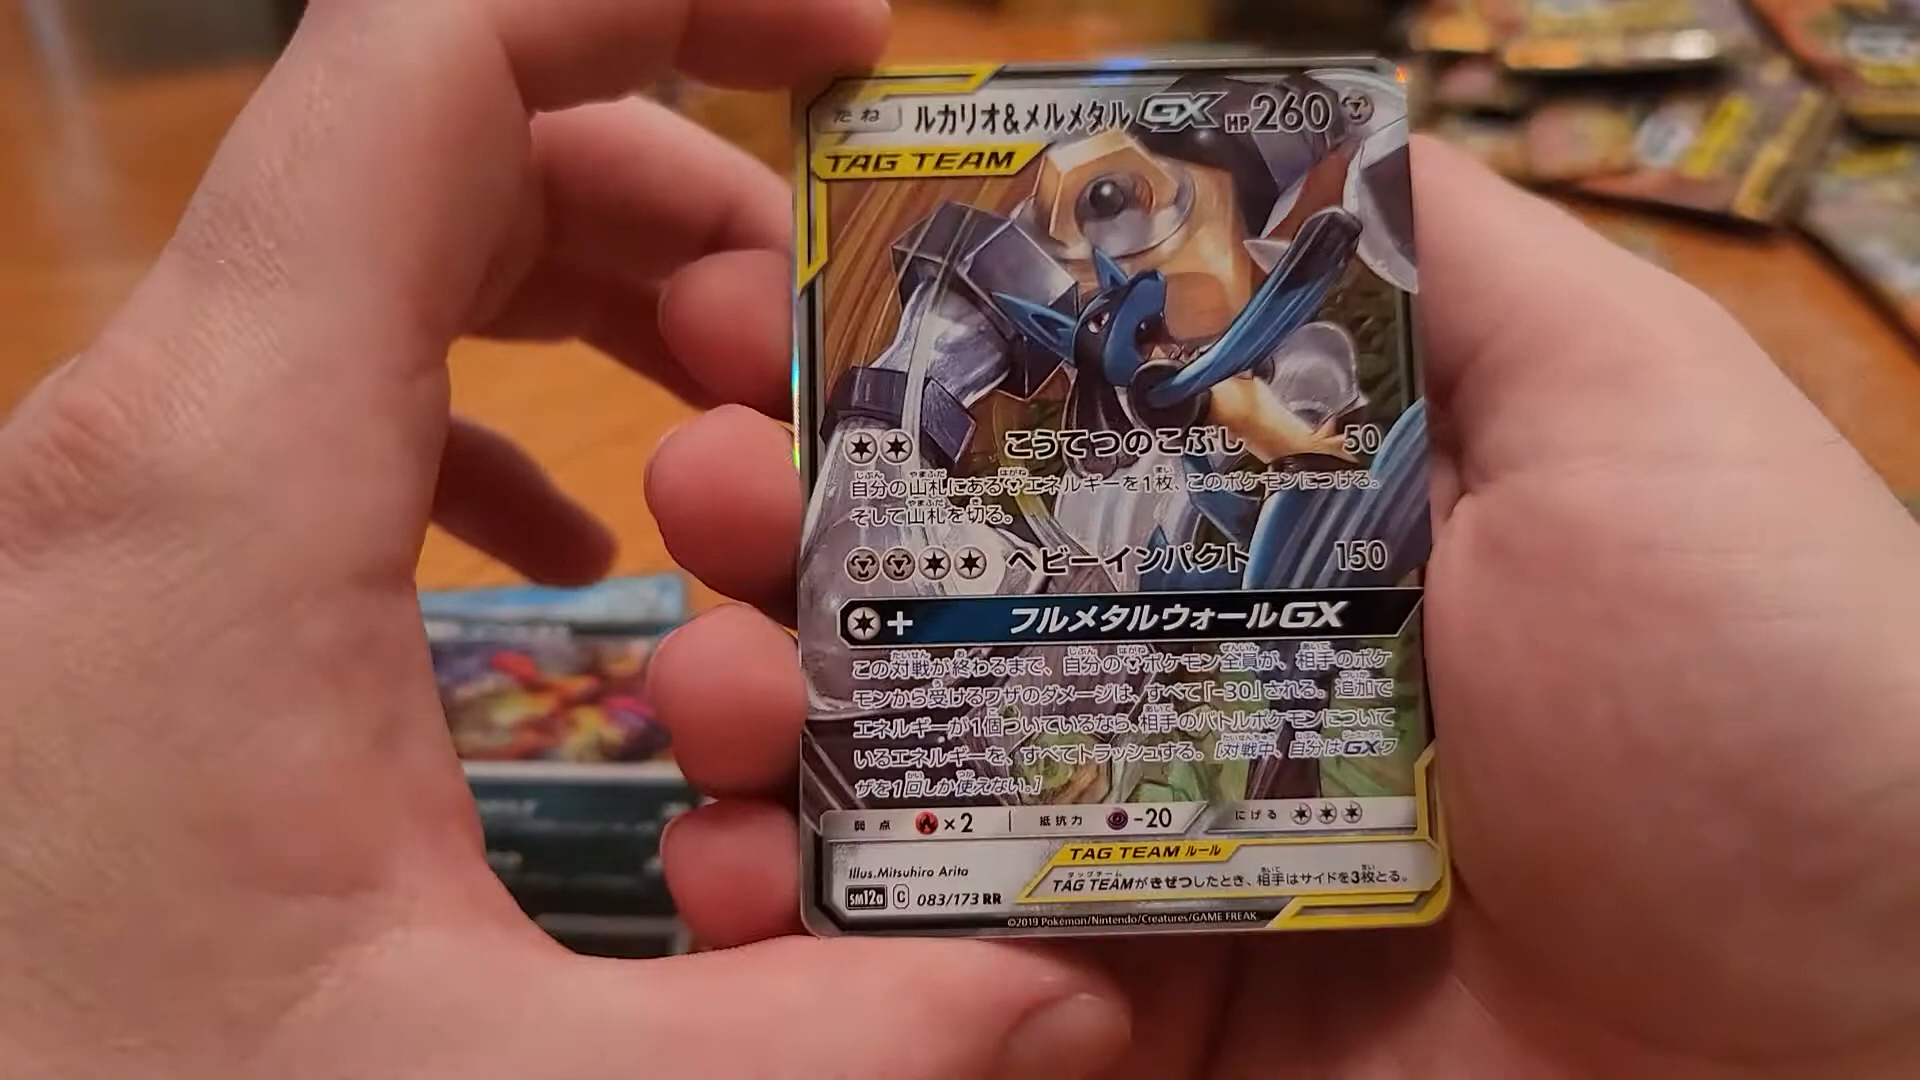 たね ルカリオ&メルメタルGX HP260
TAG TEAM
こうてつのこぶし 50
自分の山札にあるエネルギーを1枚、このポケモンにつける。
そして山札を切る。
ヘビーインパクト 150
+ フルメタルウォールGX
この対戦が終わるまで、自分のポケモン全員が、相手のポケ
モンから受けるワザのダメージは、すべて「-30」される。追加で
エネルギーが1個ついているなら、相手のバトルポケモンについて
いるエネルギーを、すべてトラッシュする。[対戦中、自分はGXワ
ザを1回しか使えない。]
弱点 ×2 抵抗力 -20 にげる
TAG TEAM ルール
Illus.Mitsuhiro Arita
TAG TEAMがきぜつしたとき、相手はサイドを3枚とる。
sm12a C 083/173 RR
©2019 Pokémon/Nintendo/Creatures/GAME FREAK